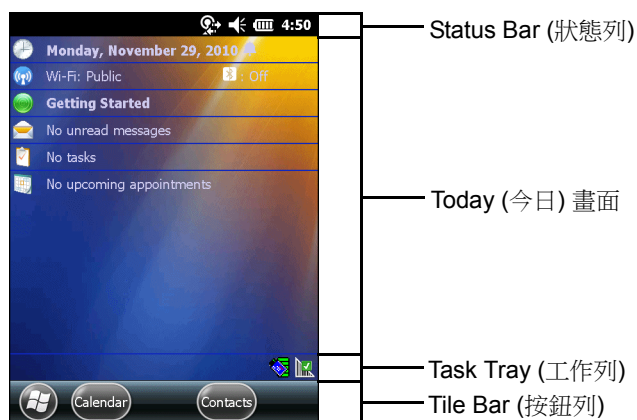 4:50
Status Bar (狀態列)
Monday, November 29, 2010
Wi-Fi: Public : Off
Getting Started
No unread messages
No tasks
No upcoming appointments
Today (今日) 畫面
Task Tray (工作列)
Calendar Contacts
Tile Bar (按鈕列)